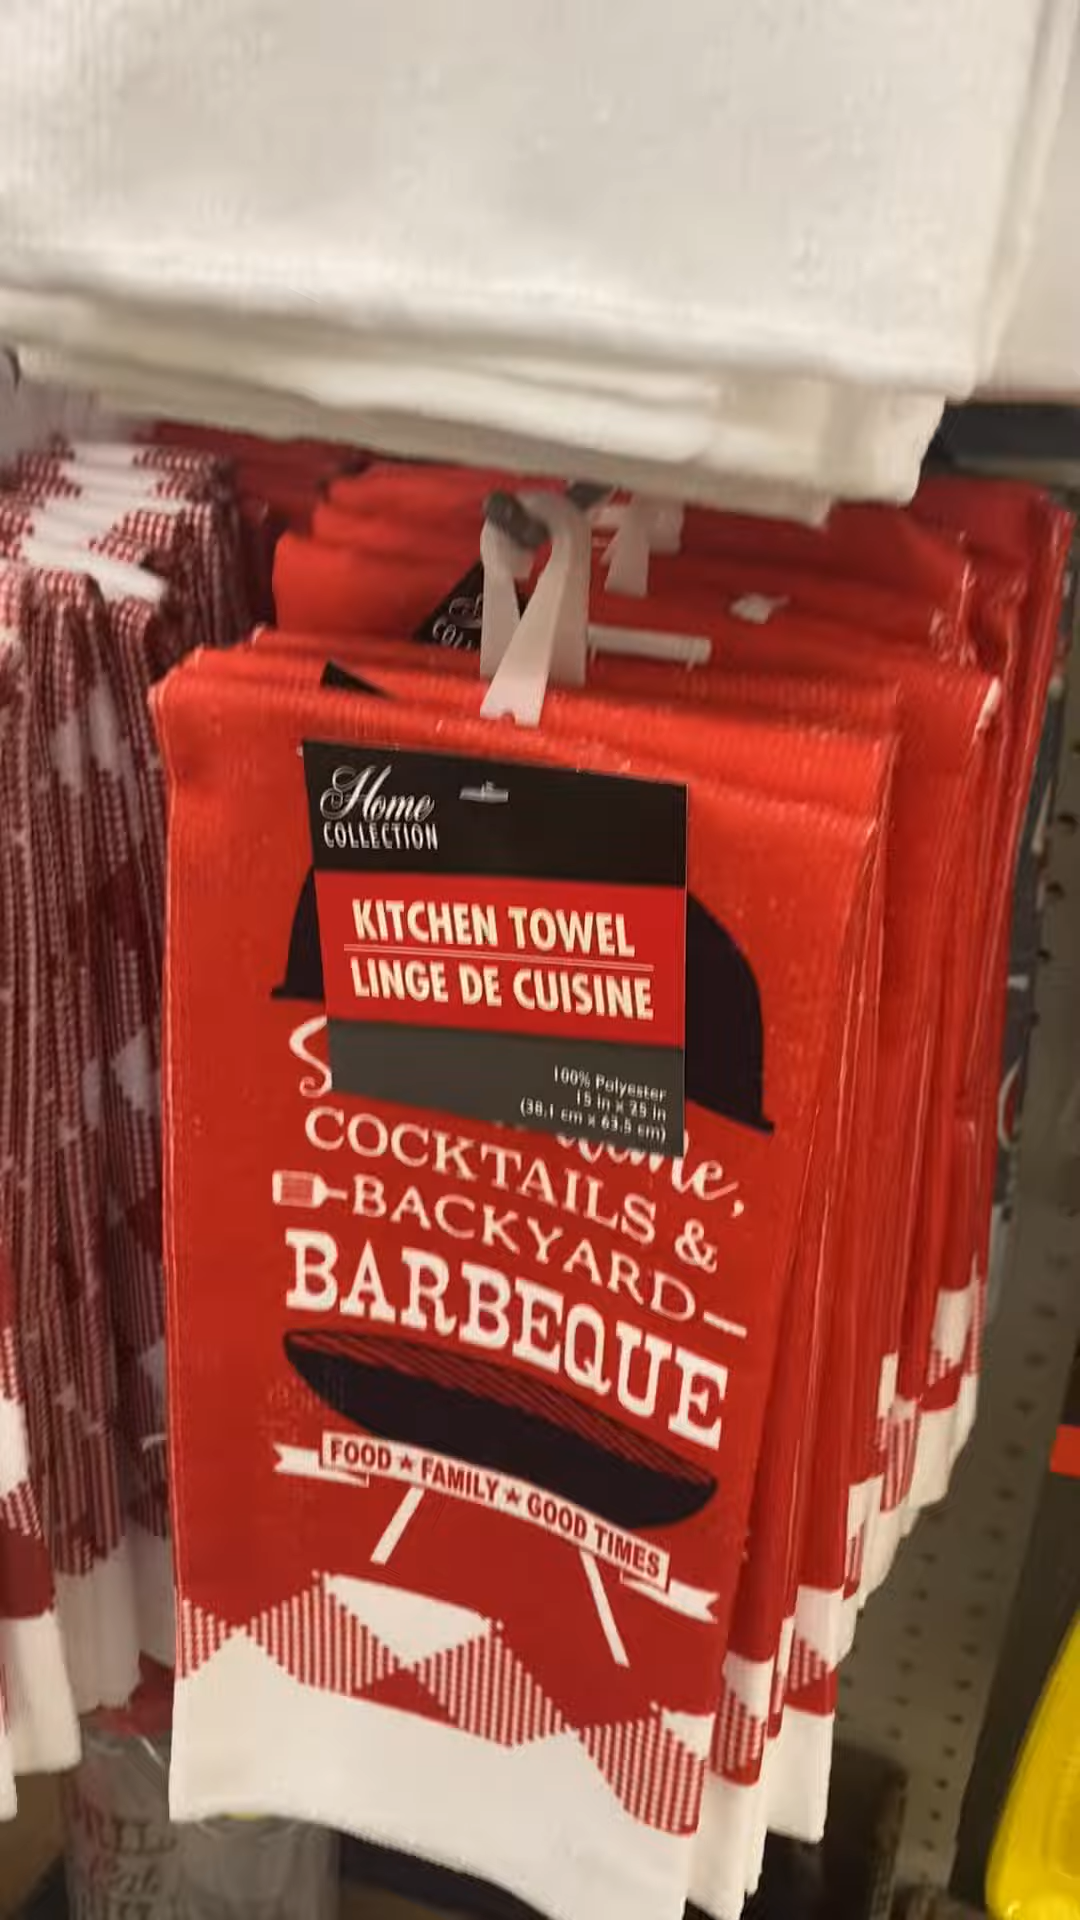 Home
COLLECTION
KITCHEN TOWEL
LINGE DE CUISINE
100% Polyester
15 in x 25 in
(38.1 cm x 63.5 cm)
COCKTAILS &
BACKYARD
BARBEQUE
FOOD ★ FAMILY ★ GOOD TIMES